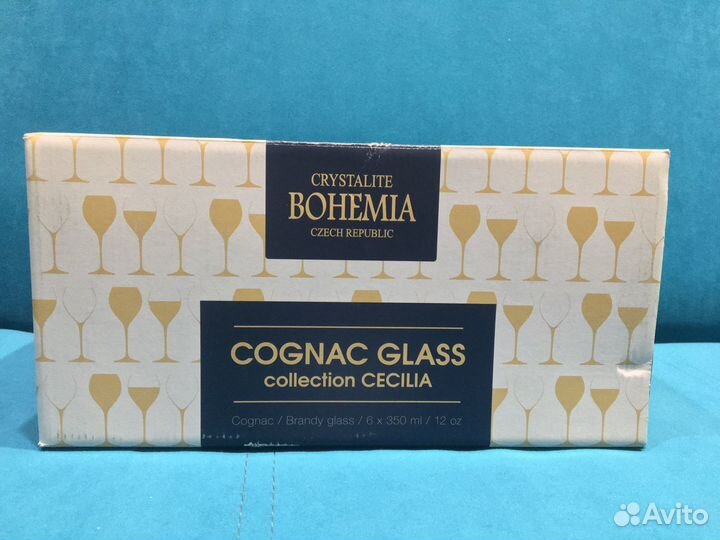 CRYSTALITE
BOHEMIA
CZECH REPUBLIC
COGNAC GLASS
collection CECILIA
Cognac / Brandy glass / 6 x 350 ml / 12 oz
Avito